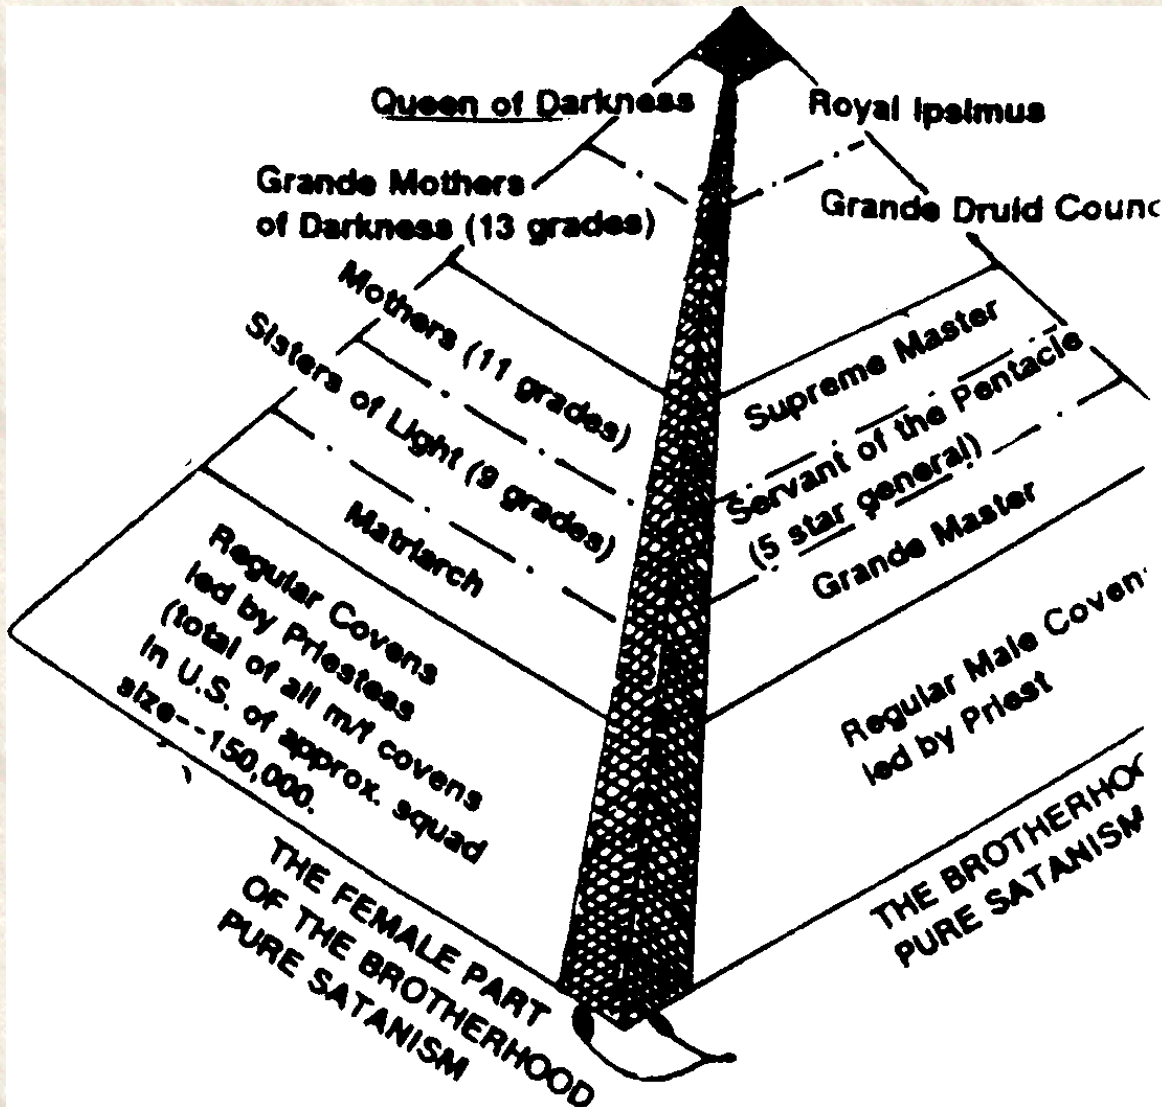 Queen of Darkness
Royal Ipsimus
Grande Mothers
of Darkness (13 grades)
Grande Druid Counc
Mothers (11 grades)
Supreme Master
Sisters of Light (9 grades)
Servant of the Pentacle
(5 star general)
Matriarch
Grande Master
Regular Covens
led by Priestess
(total of all m/f covens
in U.S. of approx. squad
size--150,000.
Regular Male Coven
led by Priest
THE FEMALE PART
OF THE BROTHERHOOD
PURE SATANISM
THE BROTHERHOO
PURE SATANISM